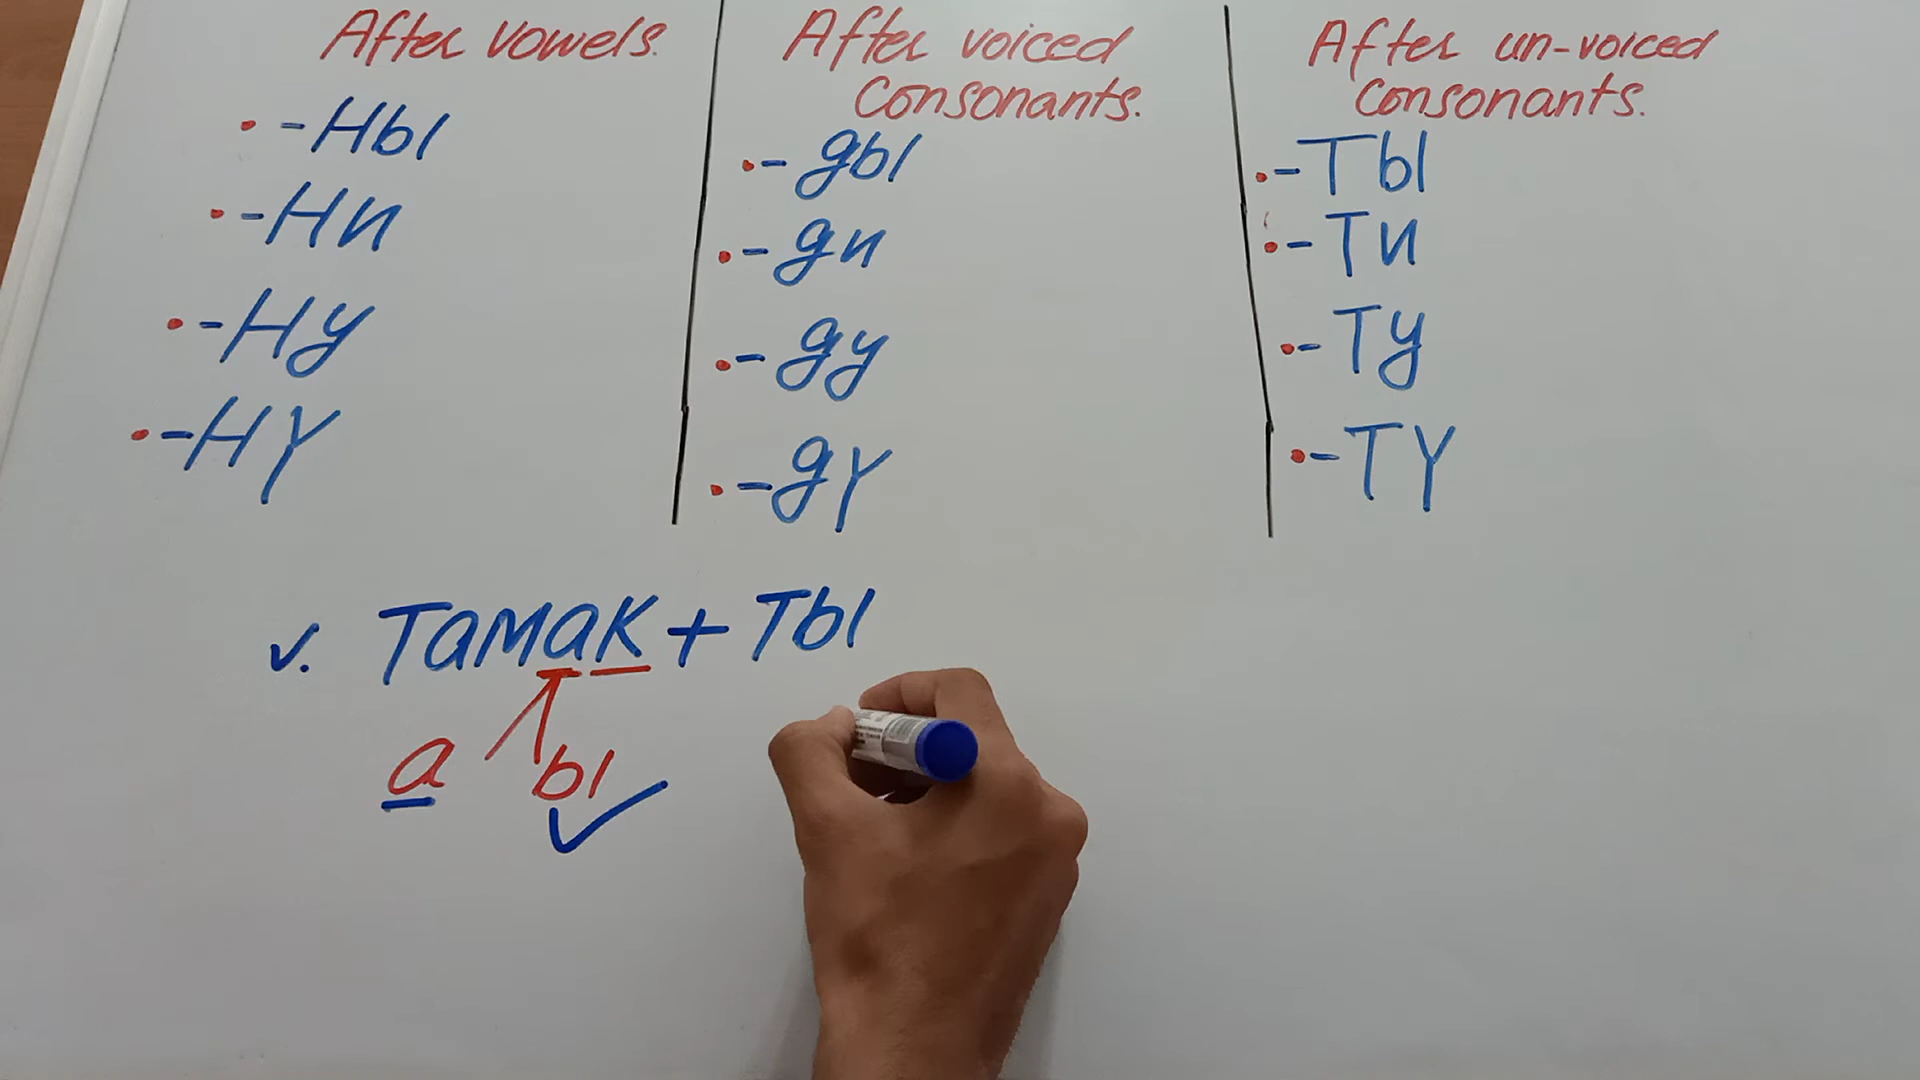 After vowels.
-ны
-ни
-ну
-нү
After voiced
consonants.
-ды
-ди
-ду
-дү
After un-voiced
consonants.
-ты
-ти
-ту
-тү
✓. Тамак + ты
а ы